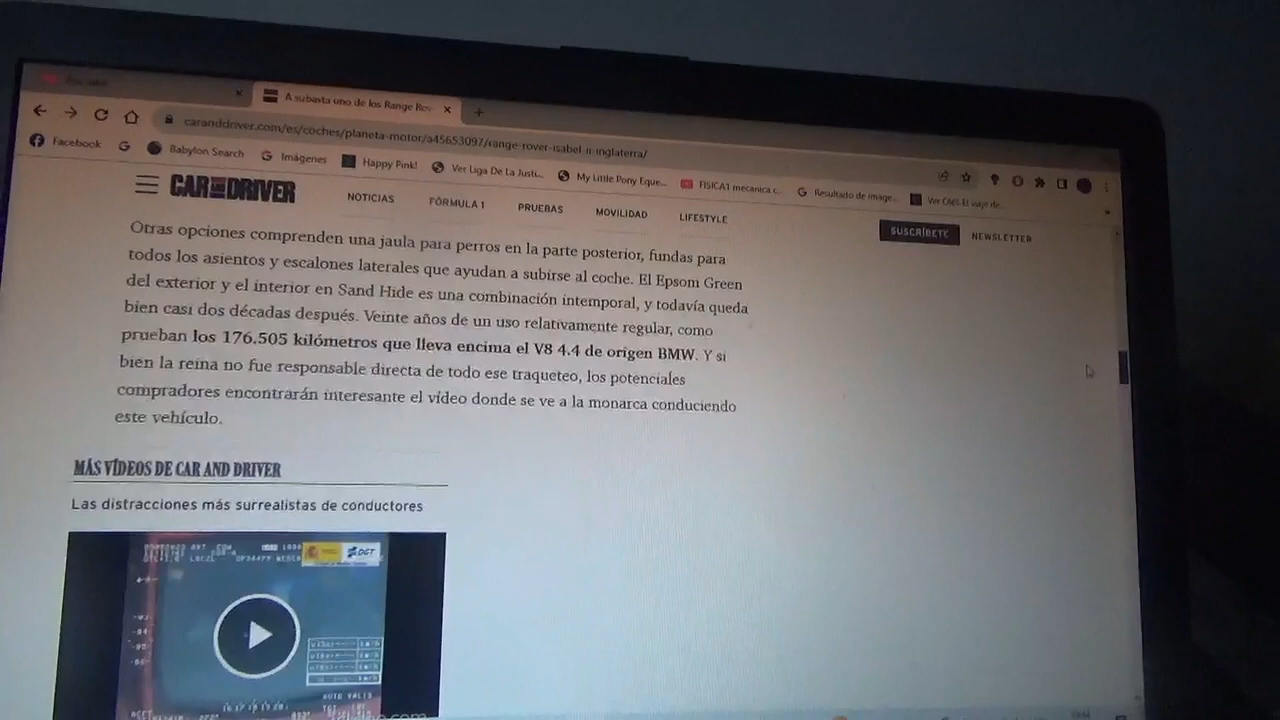 A subasta uno de los Range Rov
caranddriver.com/es/coches/planeta-motor/a45653097/range-rover-isabel-ii-inglaterra/
Facebook
Babylon Search
Imágenes
Happy Pink!
Ver Liga De La Justi...
My Little Pony Eque...
FISICA1 mecanica c...
Resultado de image...
CAR AND DRIVER
NOTICIAS
FÓRMULA 1
PRUEBAS
MOVILIDAD
LIFESTYLE
SUSCRÍBETE
NEWSLETTER
Otras opciones comprenden una jaula para perros en la parte posterior, fundas para
todos los asientos y escalones laterales que ayudan a subirse al coche. El Epsom Green
del exterior y el interior en Sand Hide es una combinación intemporal, y todavía queda
bien casi dos décadas después. Veinte años de un uso relativamente regular, como
prueban los 176.505 kilómetros que lleva encima el V8 4.4 de origen BMW. Y si
bien la reina no fue responsable directa de todo ese traqueteo, los potenciales
compradores encontrarán interesante el vídeo donde se ve a la monarca conduciendo
este vehículo.
MÁS VÍDEOS DE CAR AND DRIVER
Las distracciones más surrealistas de conductores
DGT